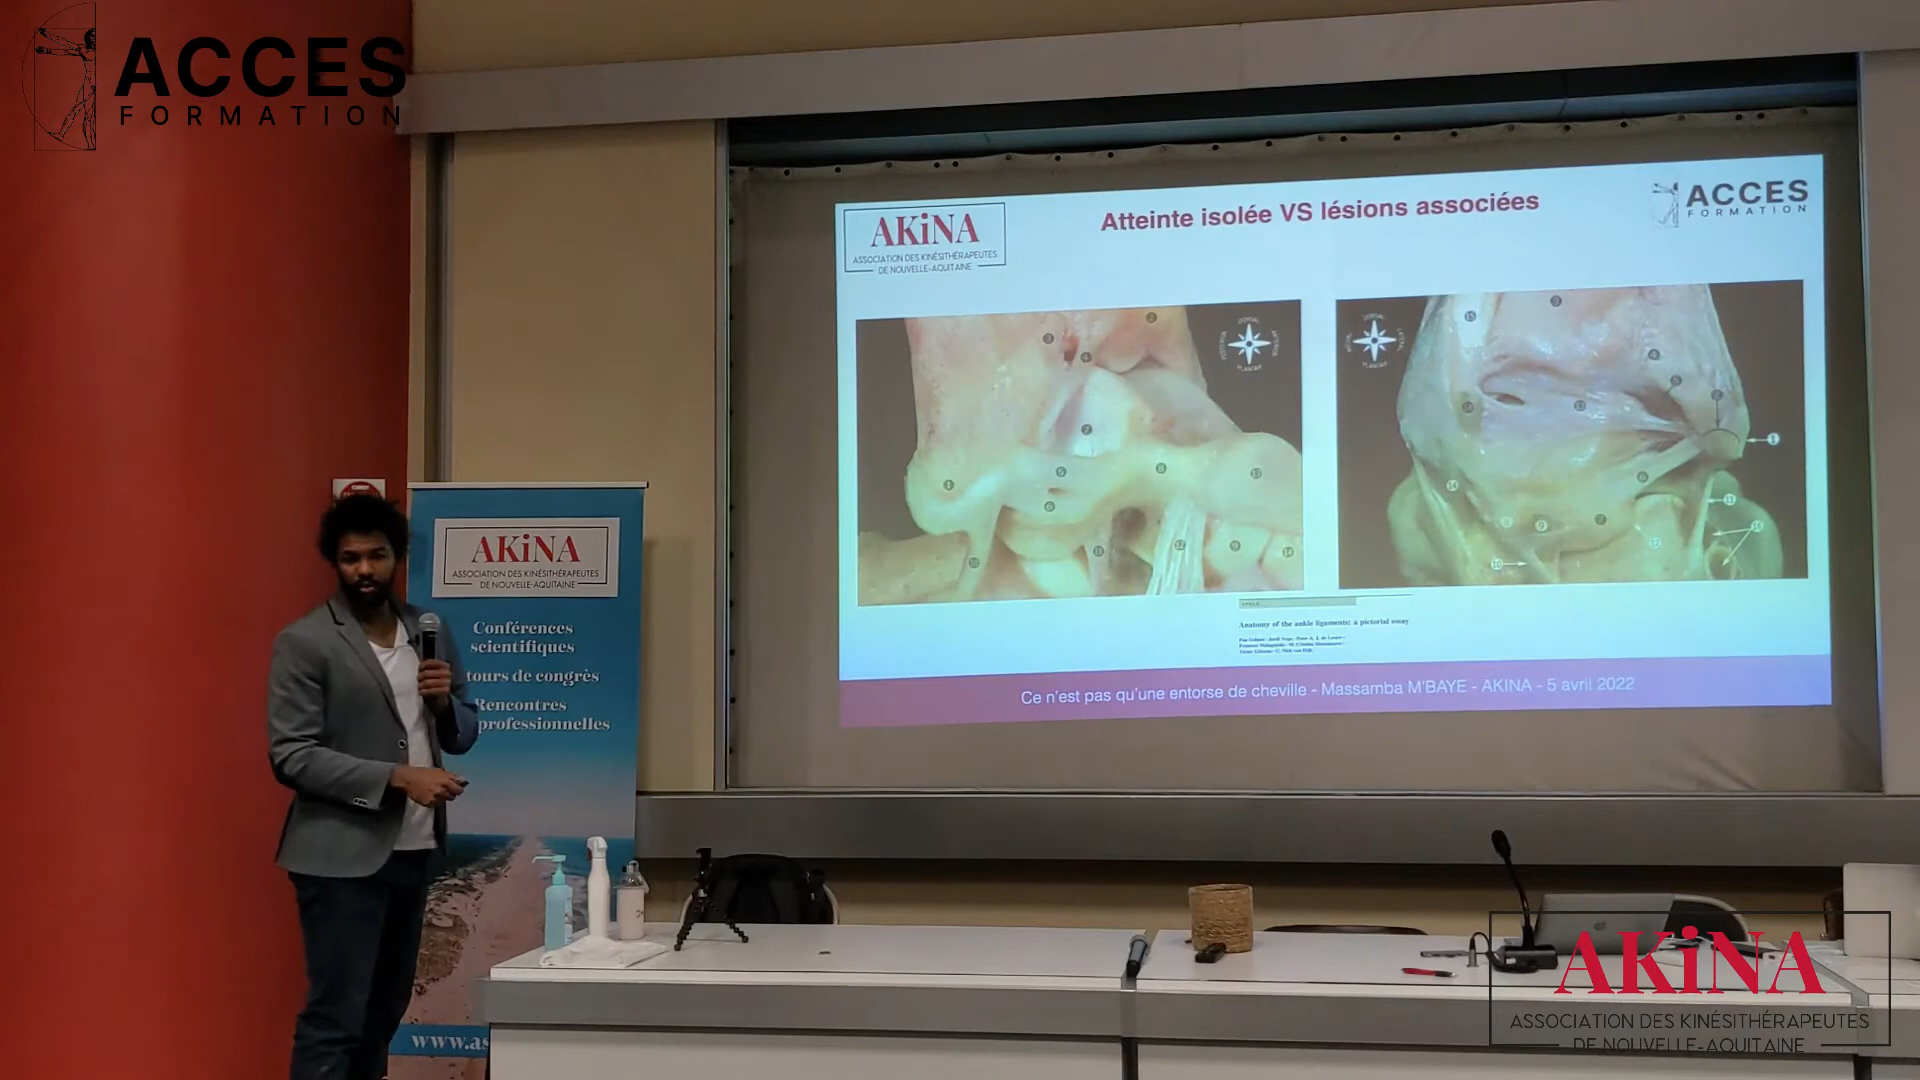 ACCES
FORMATION
AKiNA
ASSOCIATION DES KINÉSITHÉRAPEUTES
DE NOUVELLE-AQUITAINE
Atteinte isolée VS lésions associées
ACCES
FORMATION
Anatomy of the ankle ligaments: a pictorial essay
Ce n'est pas qu'une entorse de cheville - Massamba M'BAYE - AKINA - 5 avril 2022
AKiNA
ASSOCIATION DES KINÉSITHÉRAPEUTES
DE NOUVELLE-AQUITAINE
Conférences
scientifiques
tours de congrès
Rencontres
professionnelles
www.as
AKiNA
ASSOCIATION DES KINÉSITHÉRAPEUTES
DE NOUVELLE-AQUITAINE